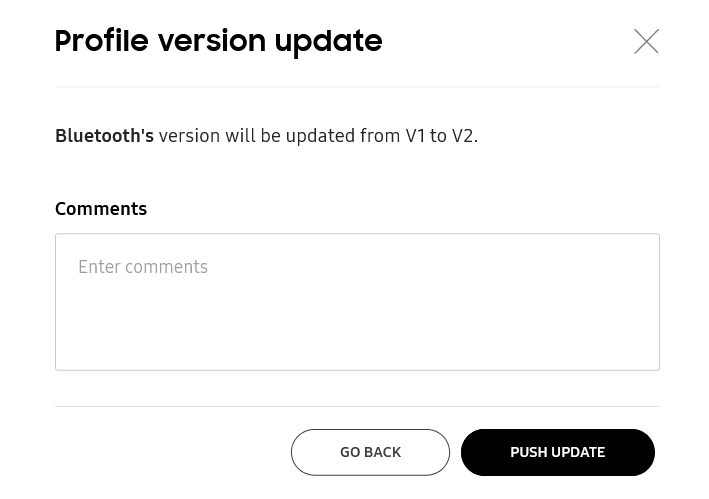 Profile version update
Bluetooth's version will be updated from V1 to V2.
Comments
Enter comments
GO BACK
PUSH UPDATE